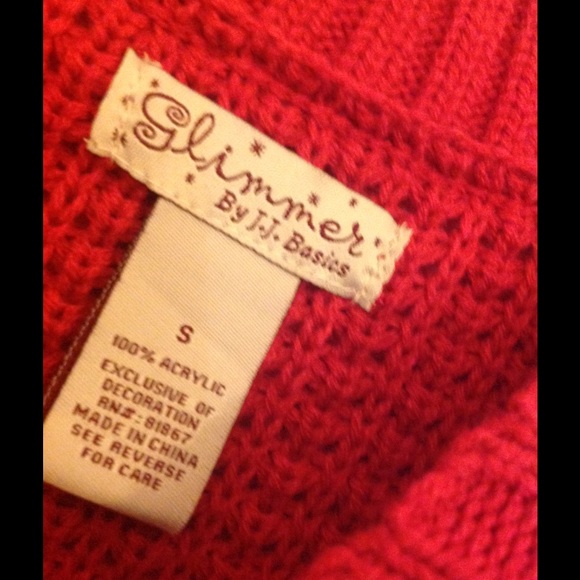 Glimmer
By J.J. Basics
S
100% ACRYLIC
EXCLUSIVE OF
DECORATION
RN#: 81867
MADE IN CHINA
SEE REVERSE
FOR CARE